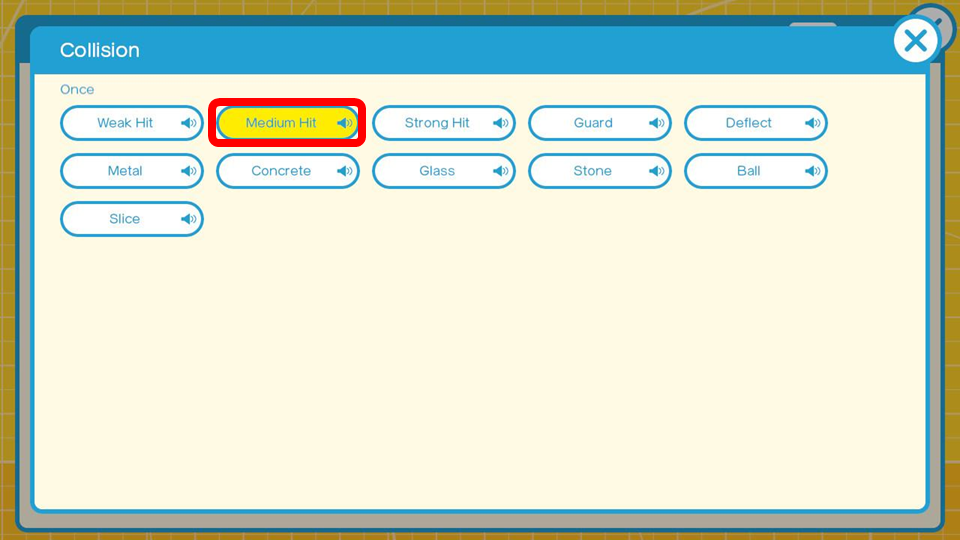 Collision
Once
Weak Hit Medium Hit Strong Hit Guard Deflect
Metal Concrete Glass Stone Ball
Slice